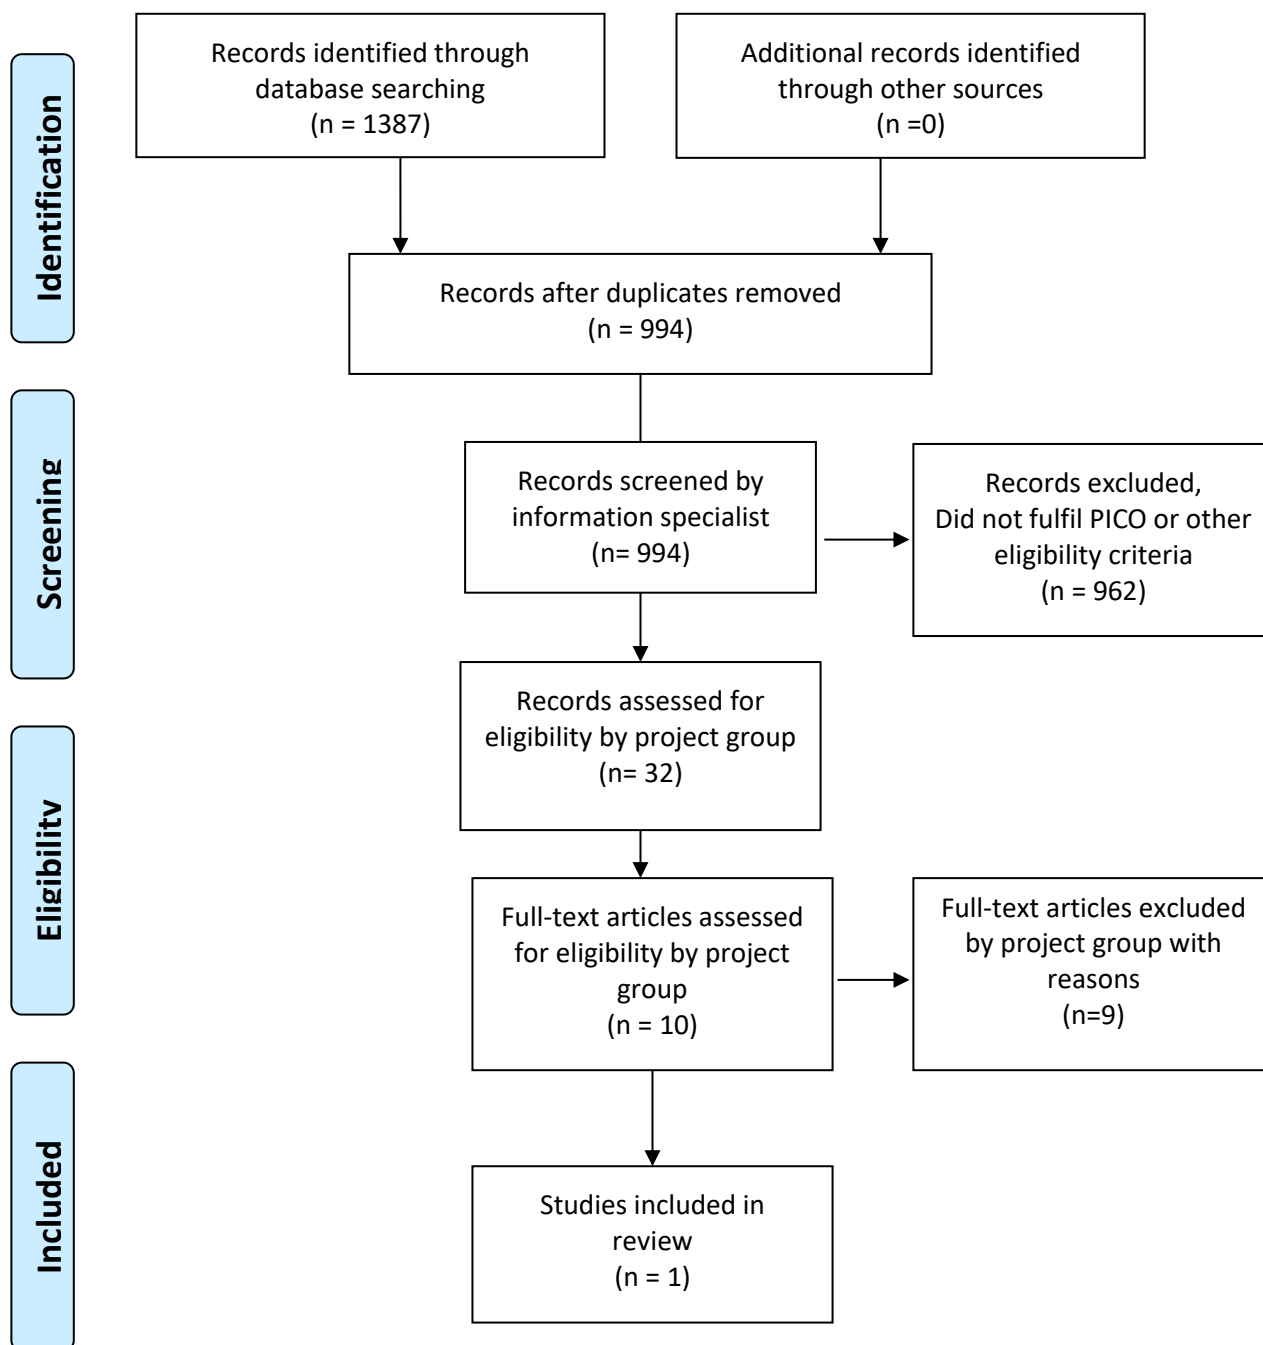 Identification
Records identified through
database searching
(n = 1387)
Additional records identified
through other sources
(n =0)
Records after duplicates removed
(n = 994)
Screening
Records screened by
information specialist
(n= 994)
Records excluded,
Did not fulfil PICO or other
eligibility criteria
(n = 962)
Records assessed for
eligibility by project group
(n= 32)
Eligibility
Full-text articles assessed
for eligibility by project
group
(n = 10)
Full-text articles excluded
by project group with
reasons
(n=9)
Included
Studies included in
review
(n = 1)